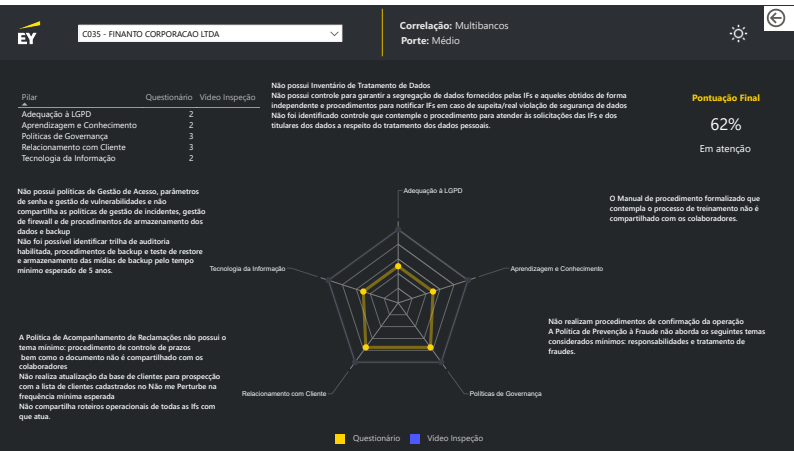 EY
C035 - FINANTO CORPORACAO LTDA
Correlação: Multibancos
Porte: Médio
Pilar Questionário Vídeo Inspeção
Adequação à LGPD 2
Aprendizagem e Conhecimento 2
Políticas de Governança 3
Relacionamento com Cliente 3
Tecnologia da Informação 2
Não possui Inventário de Tratamento de Dados
Não possui controle para garantir a segregação de dados fornecidos pelas IFs e aqueles obtidos de forma
independente e procedimentos para notificar IFs em caso de supeita/real violação de segurança de dados
Não foi identificado controle que contemple o procedimento para atender às solicitações das IFs e dos
titulares dos dados a respeito do tratamento dos dados pessoais.
Pontuação Final
62%
Em atenção
Não possui políticas de Gestão de Acesso, parâmetros
de senha e gestão de vulnerabilidades e não
compartilha as políticas de gestão de incidentes, gestão
de firewall e de procedimentos de armazenamento dos
dados e backup
Não foi possível identificar trilha de auditoria
habilitada, procedimentos de backup e teste de restore
e armazenamento das mídias de backup pelo tempo
mínimo esperado de 5 anos.
Adequação à LGPD
O Manual de procedimento formalizado que
contempla o processo de treinamento não é
compartilhado com os colaboradores.
Tecnologia da Informação
Aprendizagem e Conhecimento
Não realizam procedimentos de confirmação da operação
A Política de Prevenção à Fraude não aborda os seguintes temas
considerados mínimos: responsabilidades e tratamento de
fraudes.
A Política de Acompanhamento de Reclamações não possui o
tema mínimo: procedimento de controle de prazos
bem como o documento não é compartilhado com os
colaboradores
Não realiza atualização da base de clientes para prospecção
com a lista de clientes cadastrados no Não me Perturbe na
frequência mínima esperada
Não compartilha roteiros operacionais de todas as Ifs com
que atua.
Relacionamento com Cliente
Políticas de Governança
Questionário Vídeo Inspeção